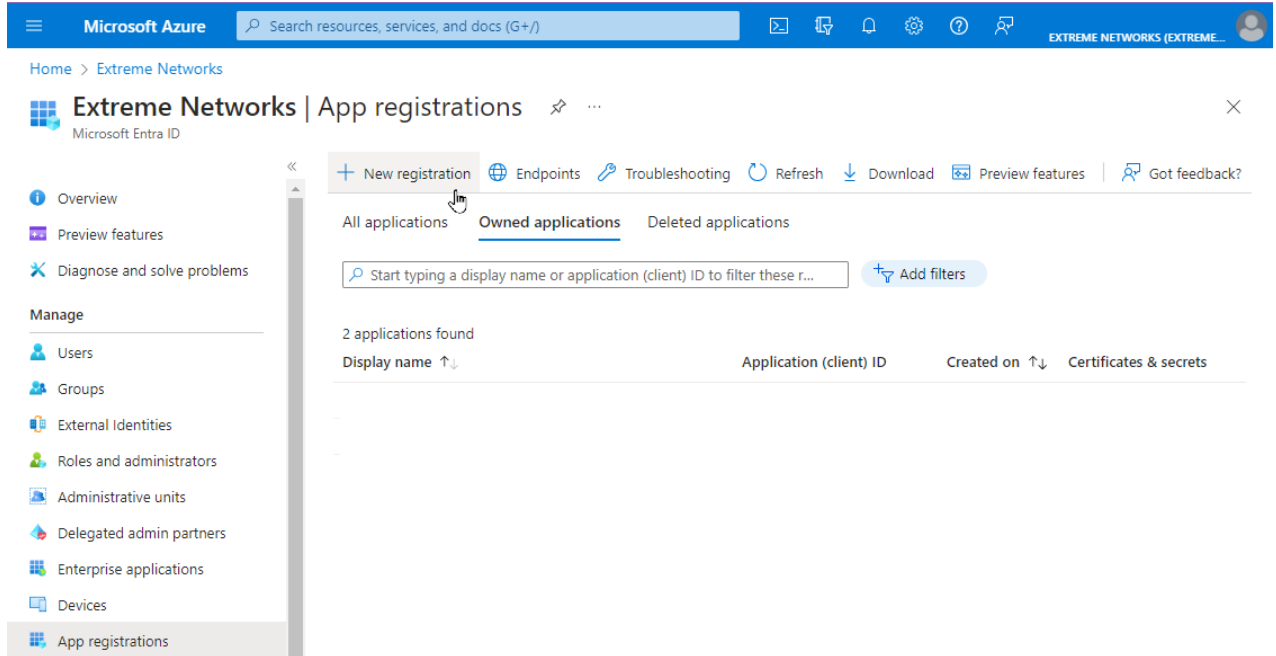 Microsoft Azure
Search resources, services, and docs (G+/)
EXTREME NETWORKS (EXTREME...
Home > Extreme Networks
Extreme Networks | App registrations
Microsoft Entra ID
New registration
Endpoints
Troubleshooting
Refresh
Download
Preview features
Got feedback?
Overview
Preview features
Diagnose and solve problems
Manage
Users
Groups
External Identities
Roles and administrators
Administrative units
Delegated admin partners
Enterprise applications
Devices
App registrations
All applications
Owned applications
Deleted applications
Start typing a display name or application (client) ID to filter these r...
Add filters
2 applications found
Display name ↑↓
Application (client) ID
Created on ↑↓
Certificates & secrets